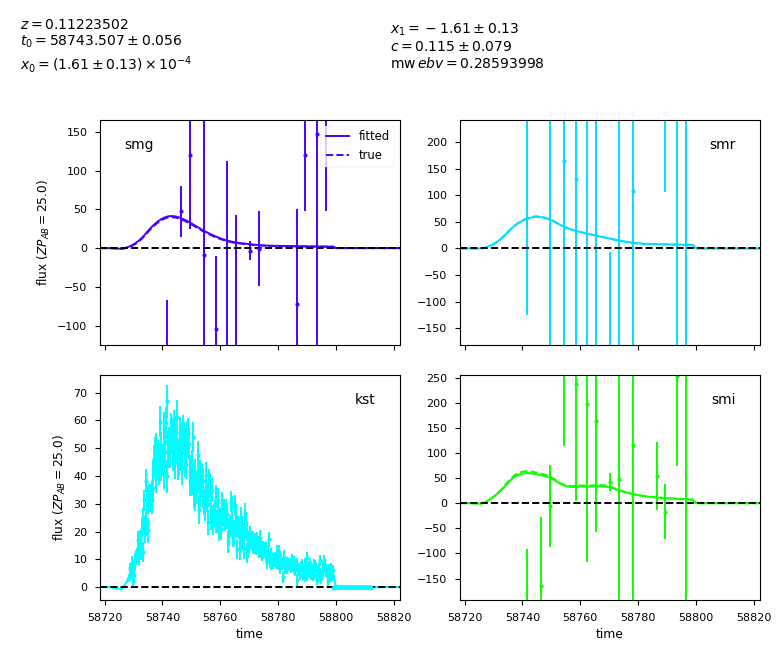 z = 0.11223502
t₀ = 58743.507 ± 0.056
x₀ = (1.61 ± 0.13) × 10⁻⁴
x₁ = −1.61 ± 0.13
c = 0.115 ± 0.079
mw ebv = 0.28593998
smg
fitted
true
150
100
50
0
−50
−100
flux (ZP_AB = 25.0)
smr
200
150
100
50
0
−50
−100
−150
kst
70
60
50
40
30
20
10
0
flux (ZP_AB = 25.0)
58720 58740 58760 58780 58800 58820
time
smi
250
200
150
100
50
0
−50
−100
−150
58720 58740 58760 58780 58800 58820
time